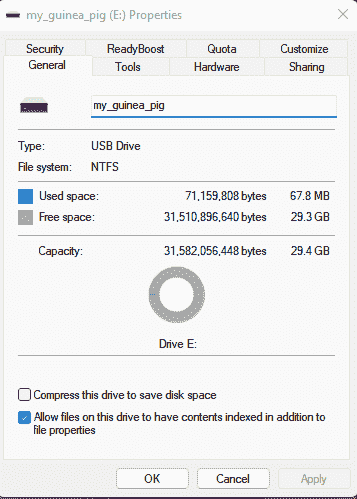 my_guinea_pig (E:) Properties
Security ReadyBoost Quota Customize
General Tools Hardware Sharing
my_guinea_pig
Type: USB Drive
File system: NTFS
Used space: 71,159,808 bytes 67.8 MB
Free space: 31,510,896,640 bytes 29.3 GB
Capacity: 31,582,056,448 bytes 29.4 GB
Drive E:
Compress this drive to save disk space
Allow files on this drive to have contents indexed in addition to
file properties
OK Cancel Apply